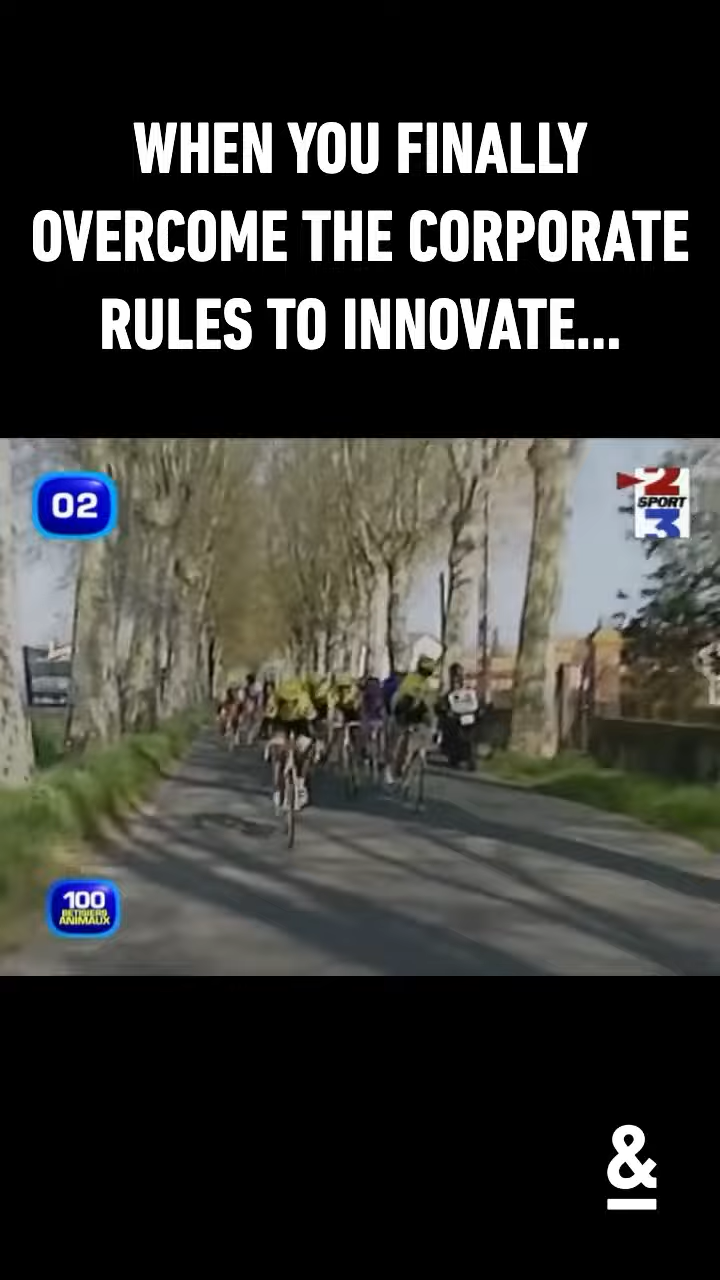 WHEN YOU FINALLY
OVERCOME THE CORPORATE
RULES TO INNOVATE...
02
2
SPORT
3
100
BETISIERS
ANIMAUX
&